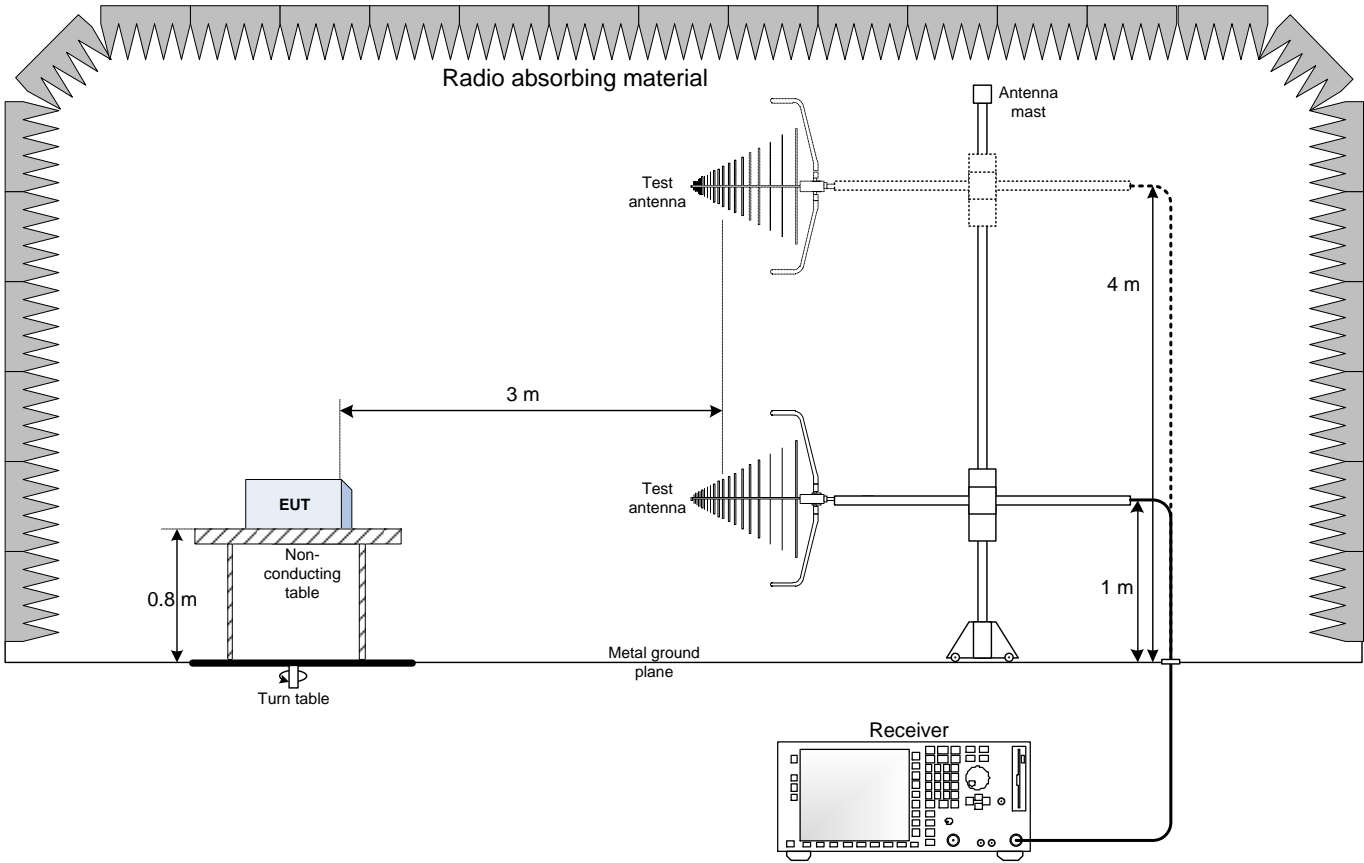 Radio absorbing material
Antenna
mast
Test
antenna
4 m
3 m
Test
antenna
EUT
Non-
conducting
table
0.8 m
1 m
Metal ground
plane
Turn table
Receiver